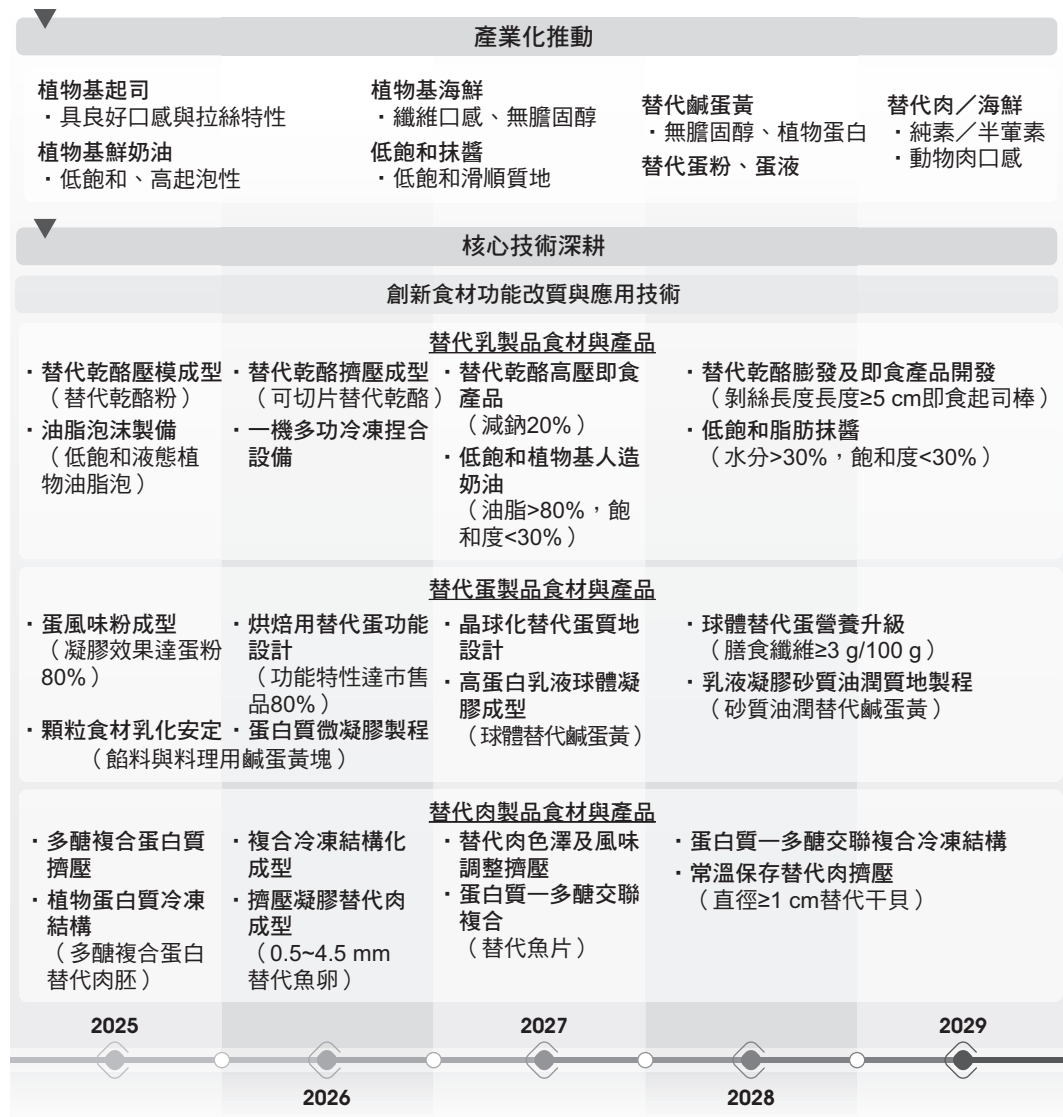 產業化推動
植物基起司
・具良好口感與拉絲特性
植物基鮮奶油
・低飽和、高起泡性
植物基海鮮
・纖維口感、無膽固醇
低飽和抹醬
・低飽和滑順質地
替代鹹蛋黃
・無膽固醇、植物蛋白
替代蛋粉、蛋液
替代肉／海鮮
・純素／半葷素
・動物肉口感
核心技術深耕
創新食材功能改質與應用技術
替代乳製品食材與產品
・替代乾酪壓模成型
（替代乾酪粉）
・油脂泡沫製備
（低飽和液態植
物油脂泡）
・替代乾酪擠壓成型
（可切片替代乾酪）
・一機多功冷凍捏合
設備
・替代乾酪高壓即食
產品
（減鈉20%）
・低飽和植物基人造
奶油
（油脂>80%，飽
和度<30%）
・替代乾酪膨發及即食產品開發
（剝絲長度長度≥5 cm即食起司棒）
・低飽和脂肪抹醬
（水分>30%，飽和度<30%）
替代蛋製品食材與產品
・蛋風味粉成型
（凝膠效果達蛋粉
80%）
・顆粒食材乳化安定
・烘焙用替代蛋功能
設計
（功能特性達市售
品80%）
・蛋白質微凝膠製程
（餡料與料理用鹹蛋黃塊）
・晶球化替代蛋質地
設計
・高蛋白乳液球體凝
膠成型
（球體替代鹹蛋黃）
・球體替代蛋營養升級
（膳食纖維≥3 g/100 g）
・乳液凝膠砂質油潤質地製程
（砂質油潤替代鹹蛋黃）
替代肉製品食材與產品
・多醣複合蛋白質
擠壓
・植物蛋白質冷凍
結構
（多醣複合蛋白
替代肉胚）
・複合冷凍結構化
成型
・擠壓凝膠替代肉
成型
（0.5~4.5 mm
替代魚卵）
・替代肉色澤及風味
調整擠壓
・蛋白質—多醣交聯
複合
（替代魚片）
・蛋白質—多醣交聯複合冷凍結構
・常溫保存替代肉擠壓
（直徑≥1 cm替代干貝）
2025
2026
2027
2028
2029